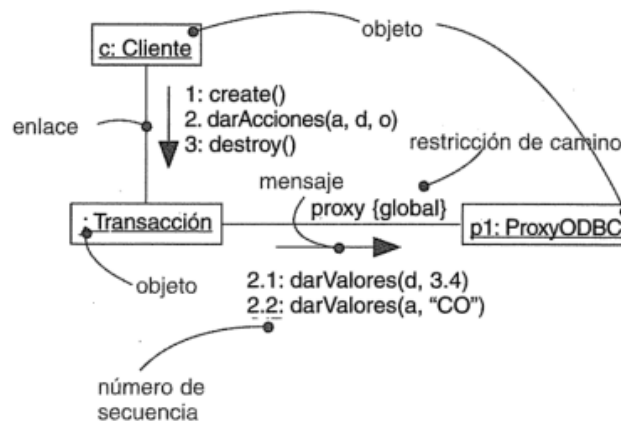 objeto
c: Cliente
1: create()
2. darAcciones(a, d, o)
3: destroy()
enlace
restricción de camino
mensaje
proxy {global}
: Transacción
p1: ProxyODBC
objeto
2.1: darValores(d, 3.4)
2.2: darValores(a, “CO”)
número de
secuencia